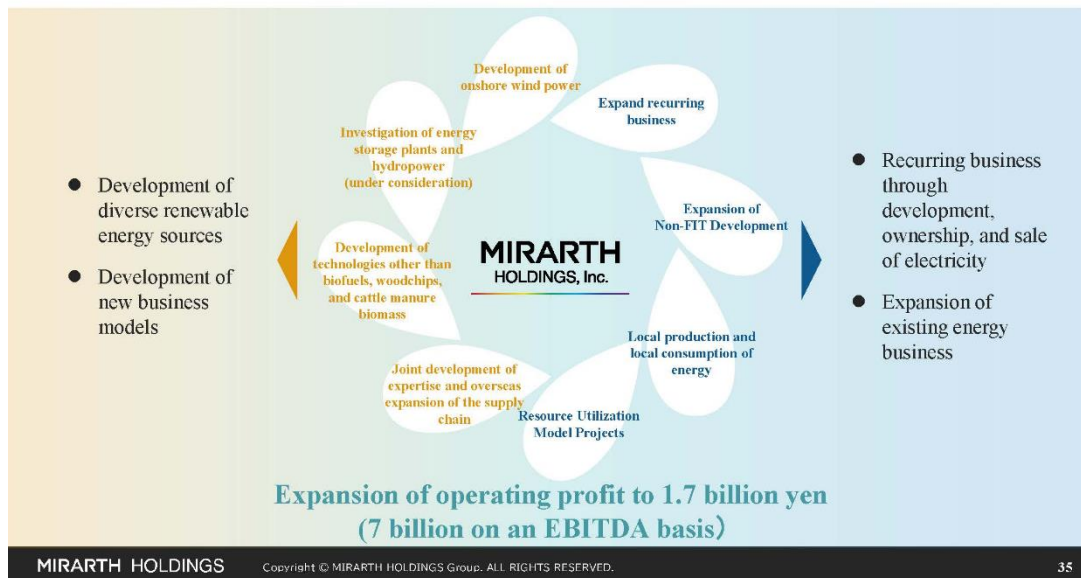 Development of
onshore wind power
Expand recurring
business
Investigation of energy
storage plants and
hydropower
(under consideration)
● Development of
diverse renewable
energy sources
● Development of
new business
models
Expansion of
Non-FIT Development
Development of
technologies other than
biofuels, woodchips,
and cattle manure
biomass
MIRARTH
HOLDINGS, Inc.
● Recurring business
through
development,
ownership, and sale
of electricity
● Expansion of
existing energy
business
Local production and
local consumption of
energy
Joint development of
expertise and overseas
expansion of the supply
chain
Resource Utilization
Model Projects
Expansion of operating profit to 1.7 billion yen
(7 billion on an EBITDA basis）
MIRARTH HOLDINGS Copyright © MIRARTH HOLDINGS Group. ALL RIGHTS RESERVED. 35